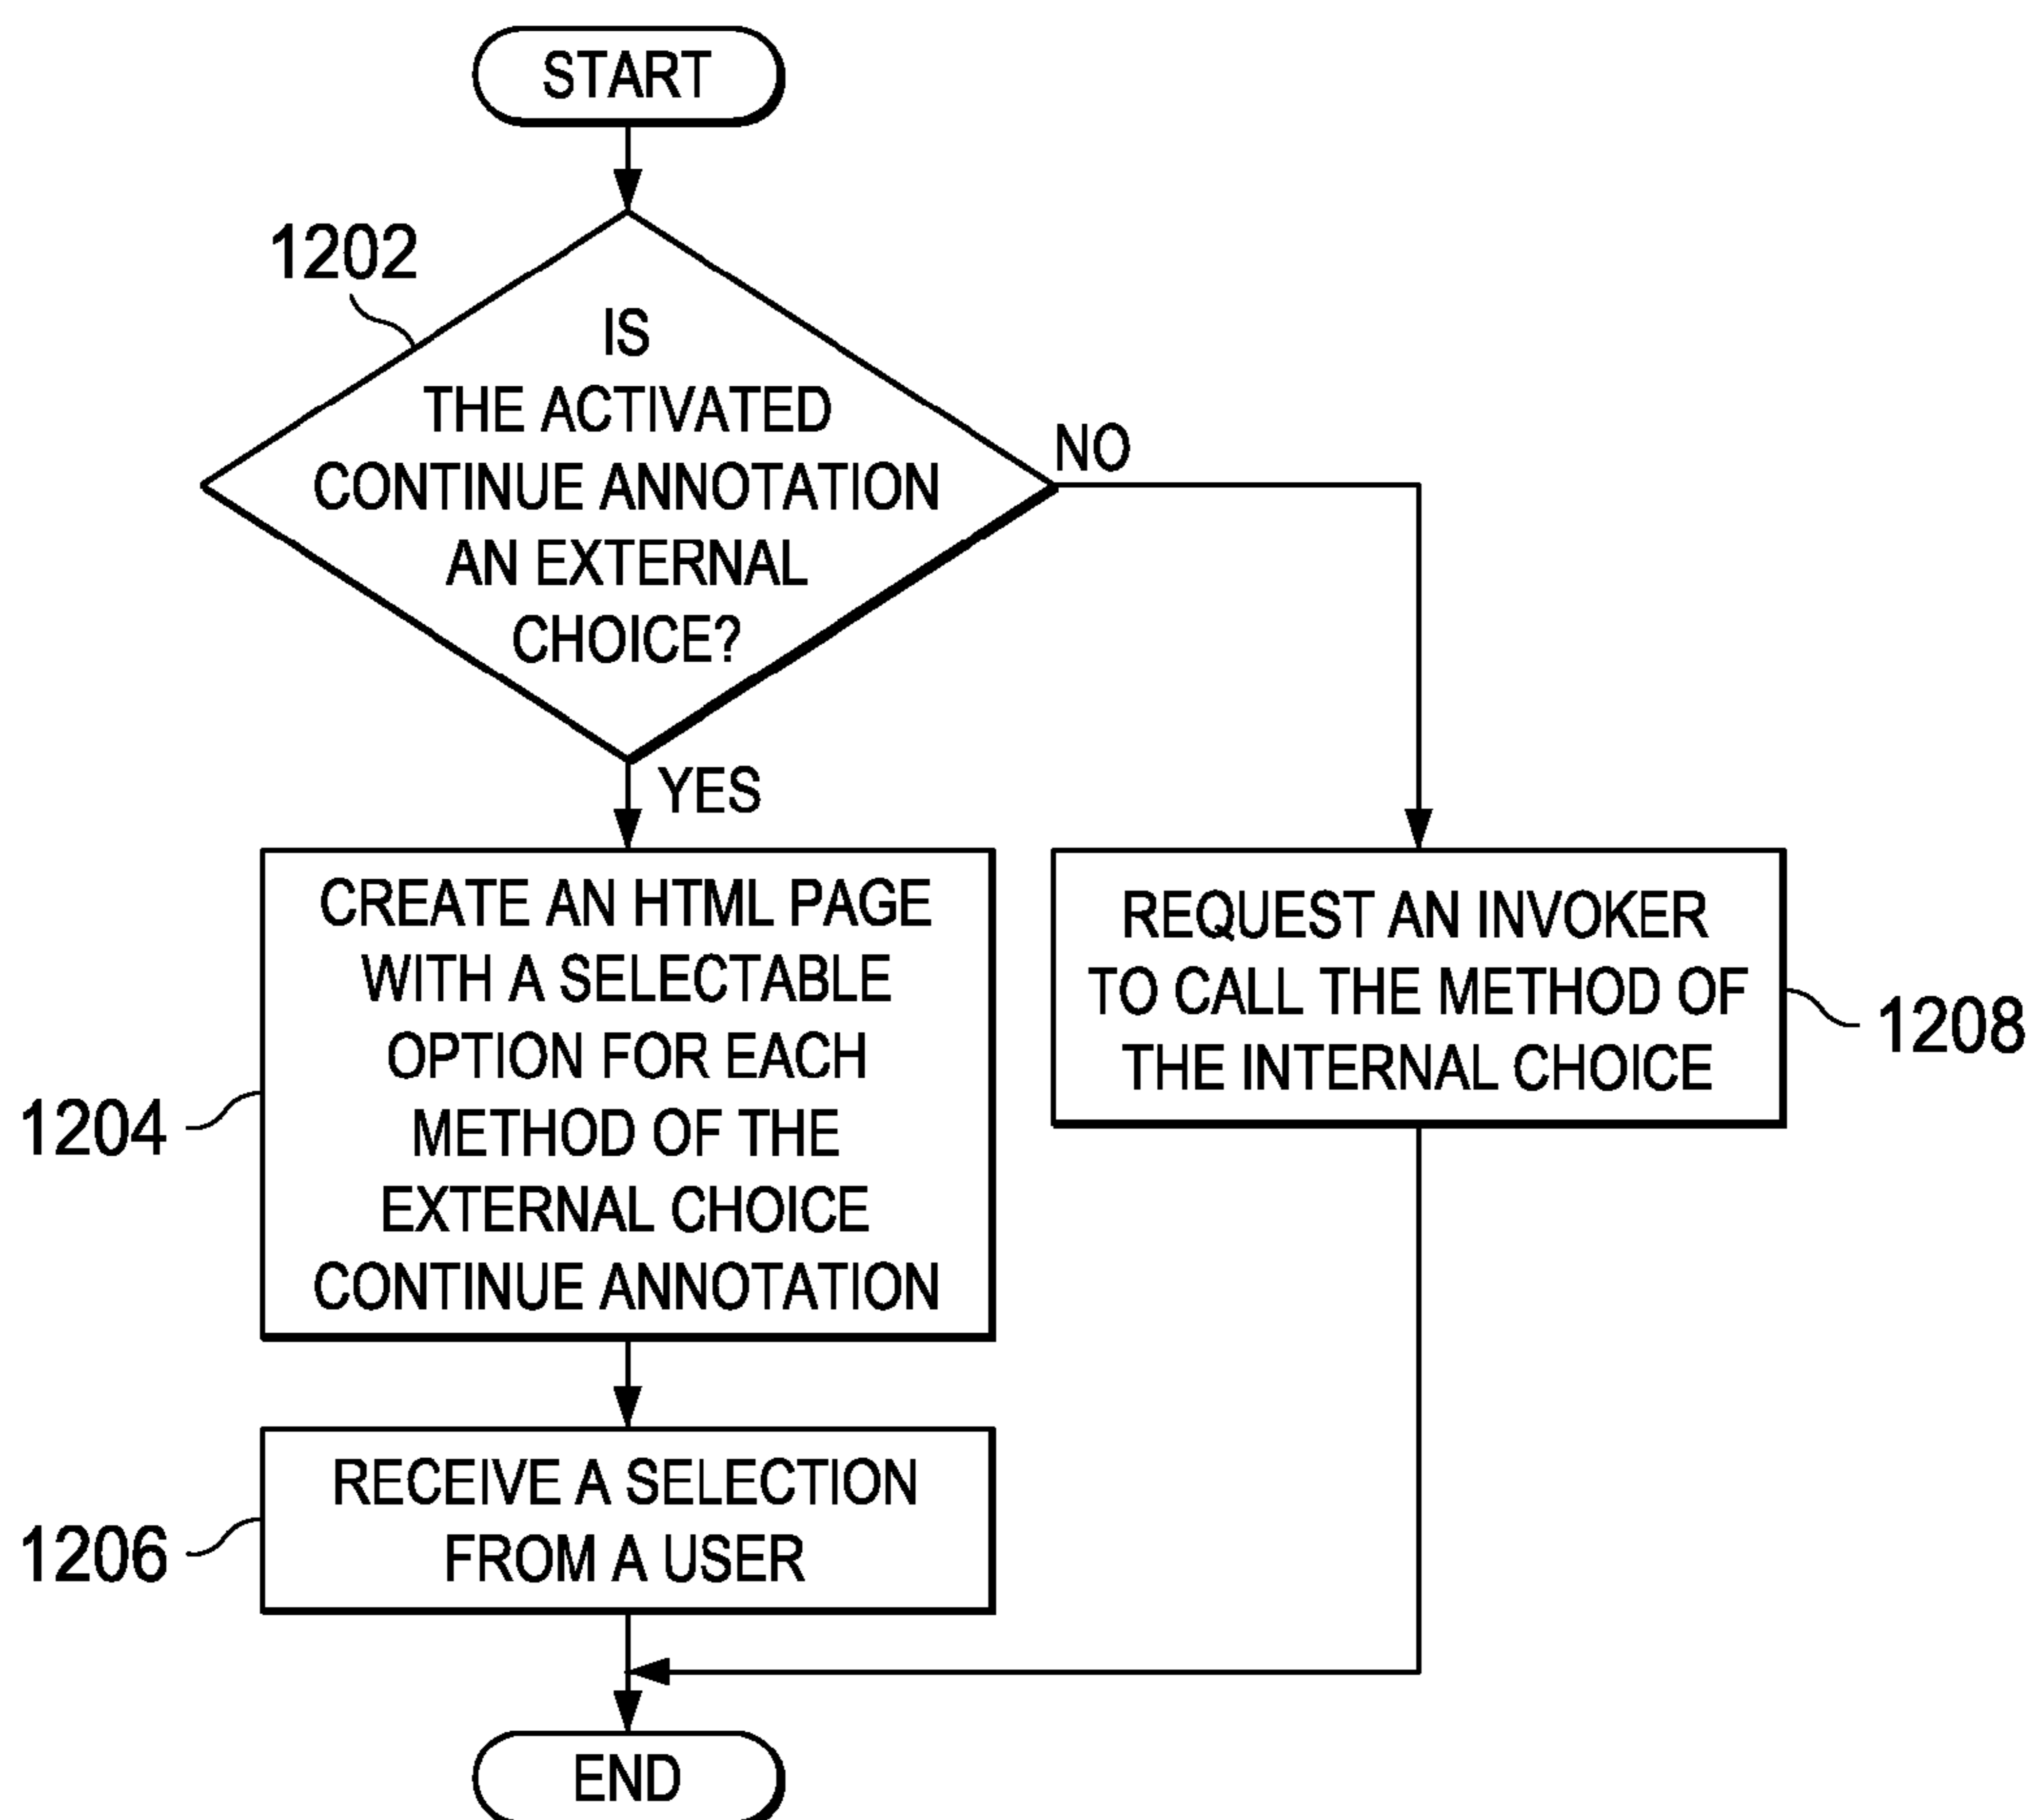 START
1202
IS
THE ACTIVATED
CONTINUE ANNOTATION
AN EXTERNAL
CHOICE?
NO
YES
CREATE AN HTML PAGE
WITH A SELECTABLE
OPTION FOR EACH
METHOD OF THE
EXTERNAL CHOICE
CONTINUE ANNOTATION
1204
REQUEST AN INVOKER
TO CALL THE METHOD OF
THE INTERNAL CHOICE
1208
RECEIVE A SELECTION
FROM A USER
1206
END